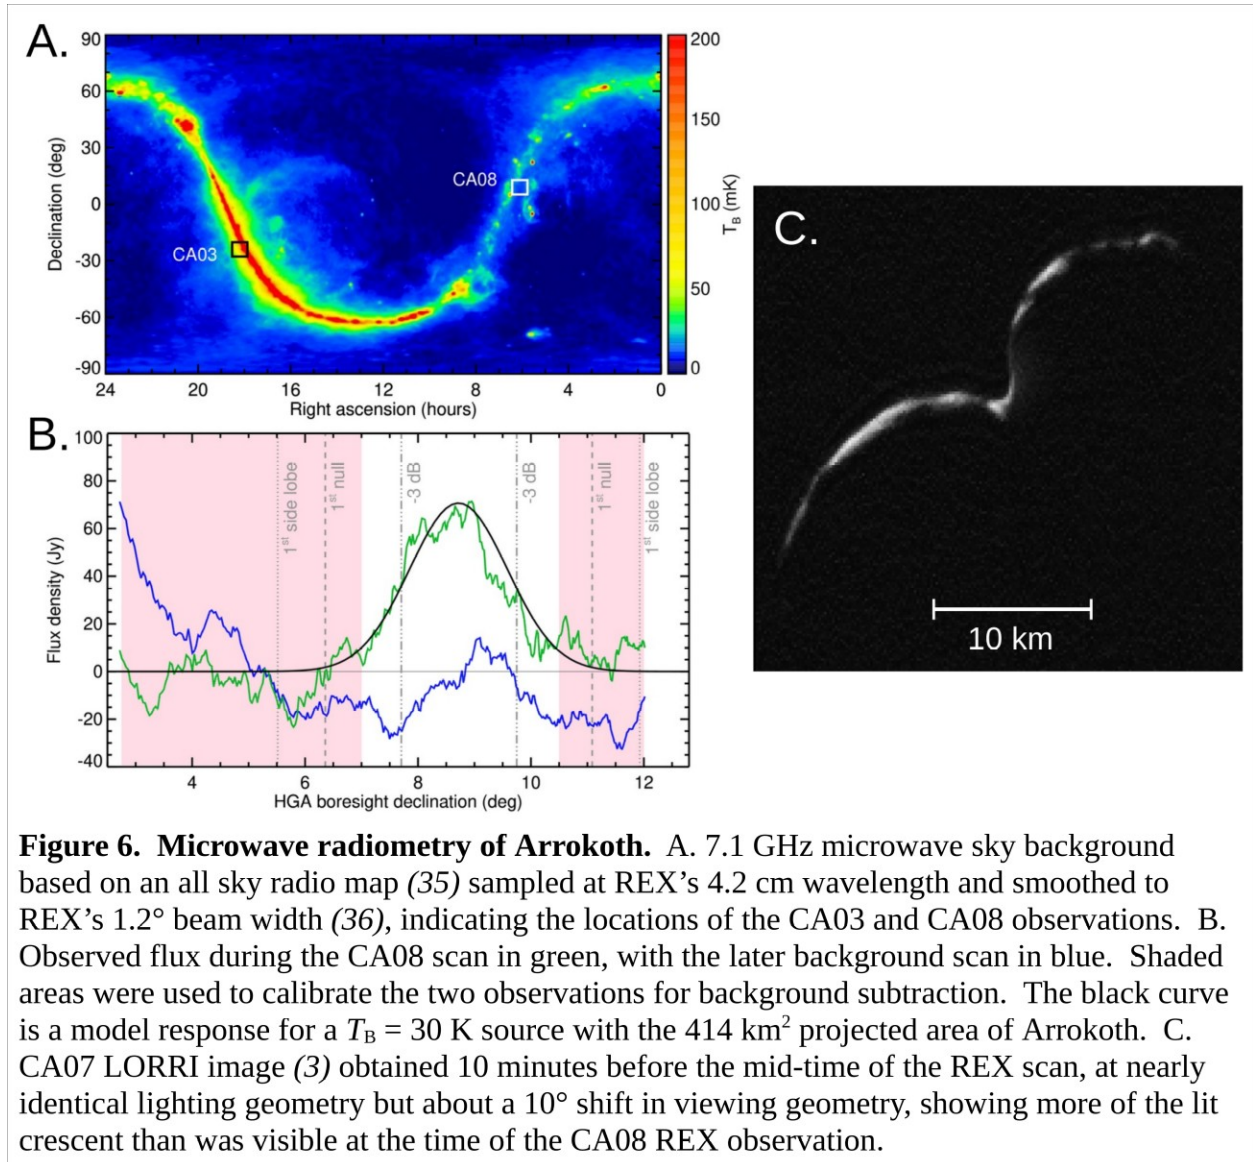 A.
90
60
30
0
-30
-60
-90
Declination (deg)
24
20
16
12
8
4
0
Right ascension (hours)
CA03
CA08
200
150
100
50
0
T_B (mK)
B.
100
80
60
40
20
0
-20
-40
Flux density (Jy)
1st side lobe
1st null
-3 dB
-3 dB
1st null
1st side lobe
4
6
8
10
12
HGA boresight declination (deg)
C.
10 km
Figure 6. Microwave radiometry of Arrokoth. A. 7.1 GHz microwave sky background
based on an all sky radio map (35) sampled at REX's 4.2 cm wavelength and smoothed to
REX's 1.2° beam width (36), indicating the locations of the CA03 and CA08 observations. B.
Observed flux during the CA08 scan in green, with the later background scan in blue. Shaded
areas were used to calibrate the two observations for background subtraction. The black curve
is a model response for a T_B = 30 K source with the 414 km² projected area of Arrokoth. C.
CA07 LORRI image (3) obtained 10 minutes before the mid-time of the REX scan, at nearly
identical lighting geometry but about a 10° shift in viewing geometry, showing more of the lit
crescent than was visible at the time of the CA08 REX observation.